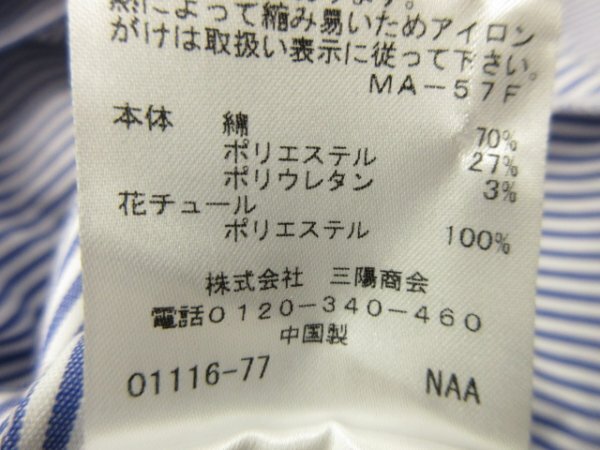 熱によって縮み易いためアイロン
がけは取扱い表示に従って下さい。
ＭＡ－５７Ｆ
本体 綿 70%
ポリエステル 27%
ポリウレタン 3%
花チュール
ポリエステル 100%
株式会社 三陽商会
電話０１２０－３４０－４６０
中国製
01116-77 NAA